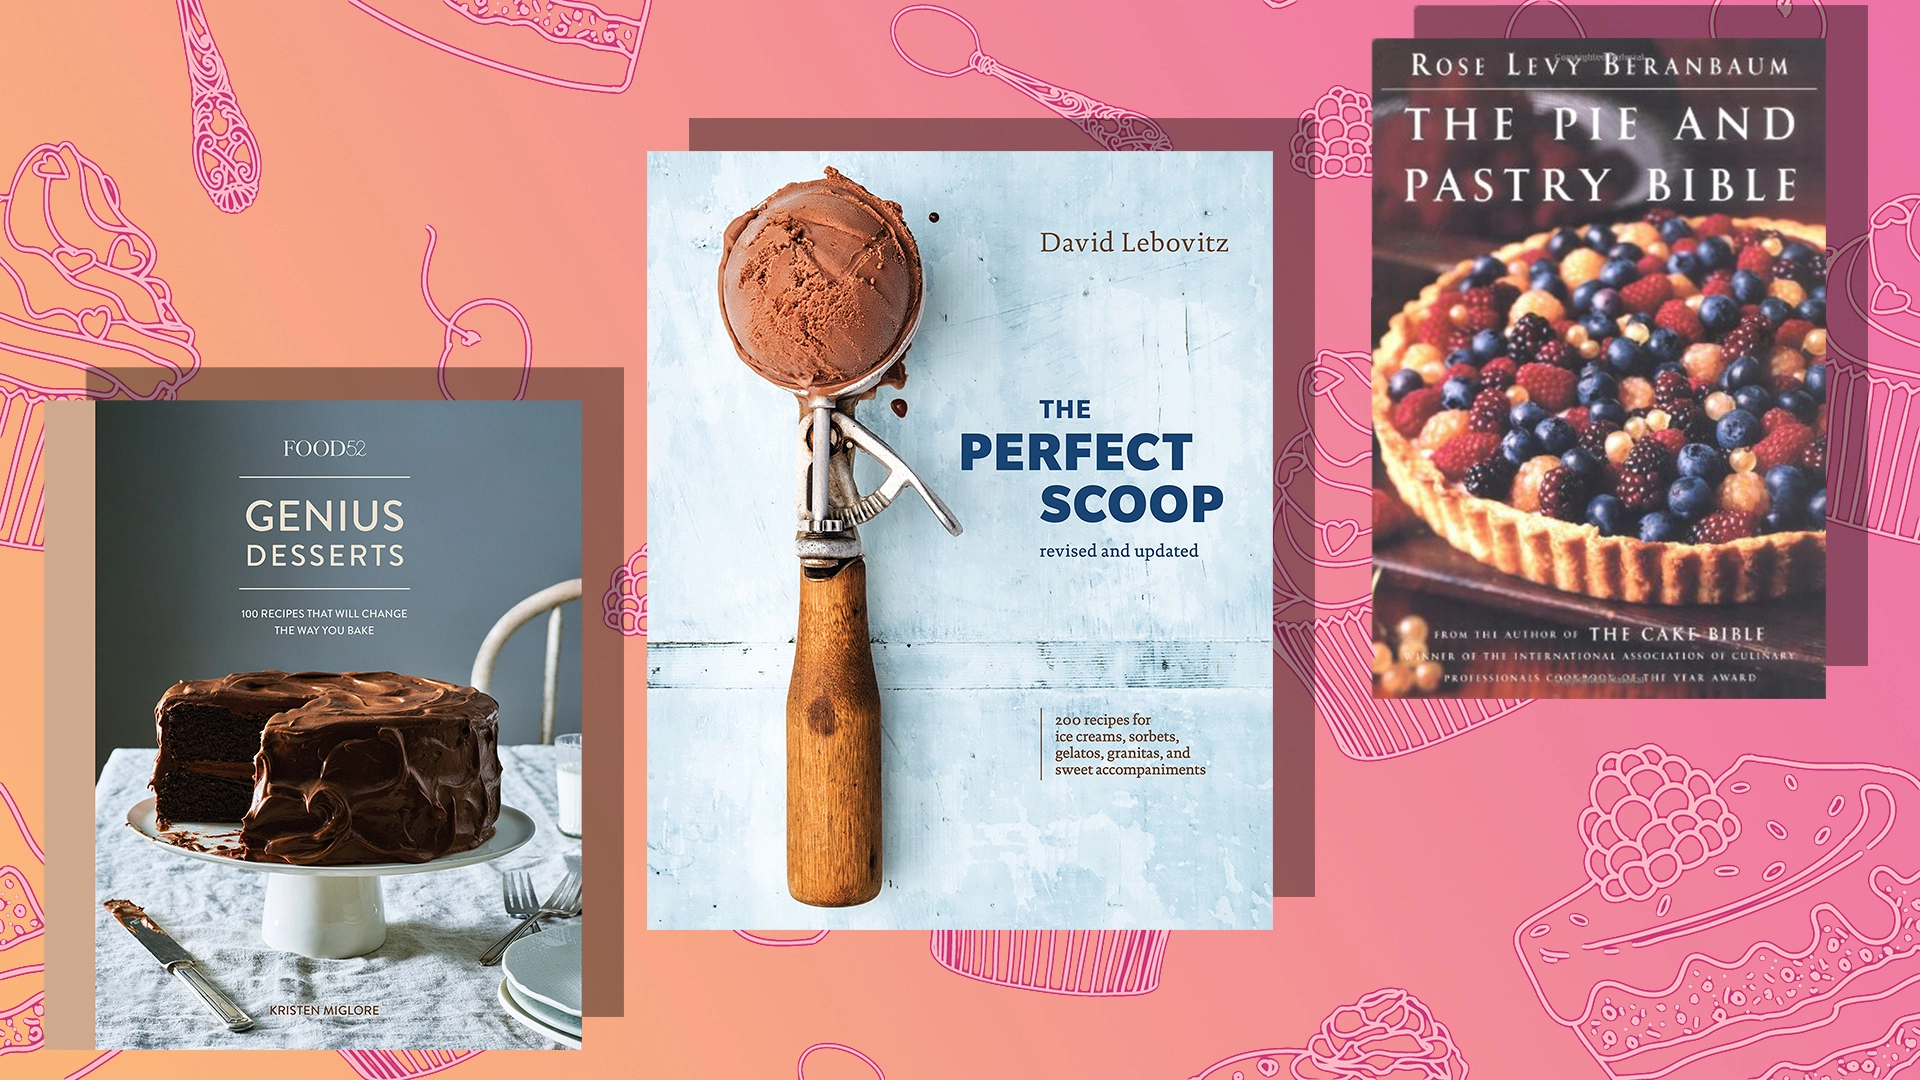 FOOD52
GENIUS
DESSERTS
100 RECIPES THAT WILL CHANGE
THE WAY YOU BAKE
KRISTEN MIGLORE
David Lebovitz
THE
PERFECT
SCOOP
revised and updated
200 recipes for
ice creams, sorbets,
gelatos, granitas, and
sweet accompaniments
Copyrighted Material
ROSE LEVY BERANBAUM
THE PIE AND
PASTRY BIBLE
FROM THE AUTHOR OF THE CAKE BIBLE
WINNER OF THE INTERNATIONAL ASSOCIATION OF CULINARY
PROFESSIONALS COOKBOOK OF THE YEAR AWARD